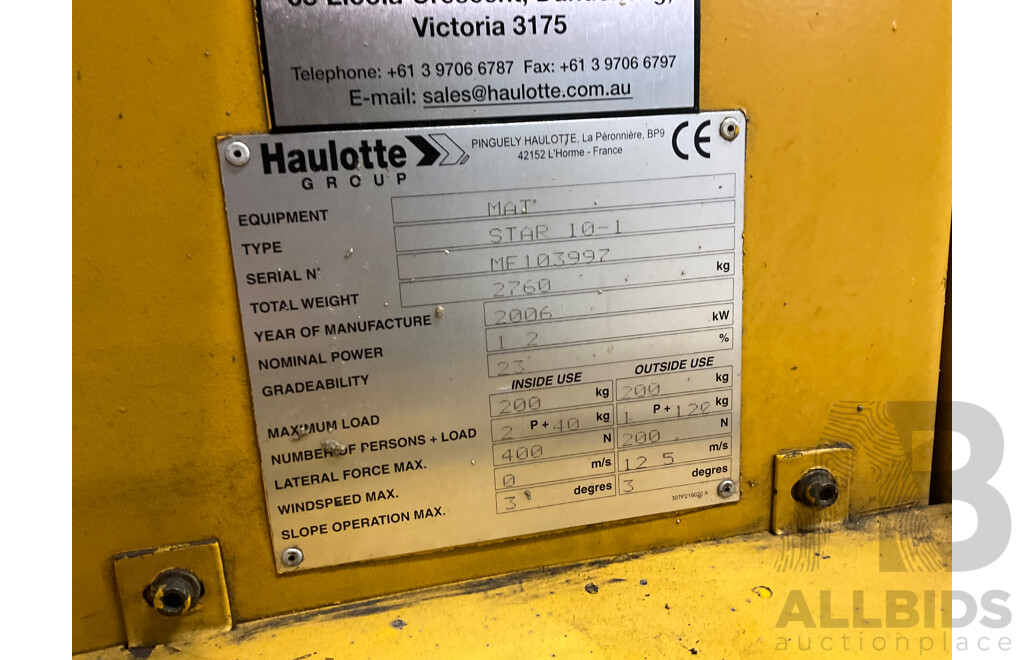 Victoria 3175
Telephone: +61 3 9706 6787 Fax: +61 3 9706 6797
E-mail: sales@haulotte.com.au
Haulotte
GROUP
PINGUELY HAULOTTE, La Péronnière, BP9
42152 L'Horme - France
CE
EQUIPMENT MAT
TYPE STAR 10-1
SERIAL N° MF103997
TOTAL WEIGHT 2760 kg
YEAR OF MANUFACTURE 2006
NOMINAL POWER 1 2 kW
GRADEABILITY 23 %
INSIDE USE OUTSIDE USE
MAXIMUM LOAD 200 kg 200 kg
NUMBER OF PERSONS + LOAD 2 P + 40 kg 1 P + 120 kg
LATERAL FORCE MAX. 400 N 200 N
WINDSPEED MAX. 0 m/s 12 5 m/s
SLOPE OPERATION MAX. 3 degres 3 degres
AB
ALLBIDS
auctionplace